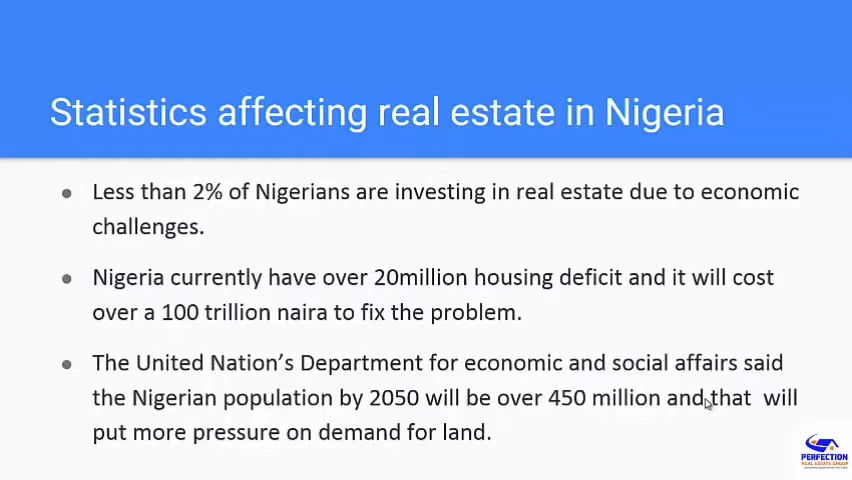 Statistics affecting real estate in Nigeria
● Less than 2% of Nigerians are investing in real estate due to economic
challenges.
● Nigeria currently have over 20million housing deficit and it will cost
over a 100 trillion naira to fix the problem.
● The United Nation's Department for economic and social affairs said
the Nigerian population by 2050 will be over 450 million and that will
put more pressure on demand for land.
PERFECTION
REAL ESTATE GROUP